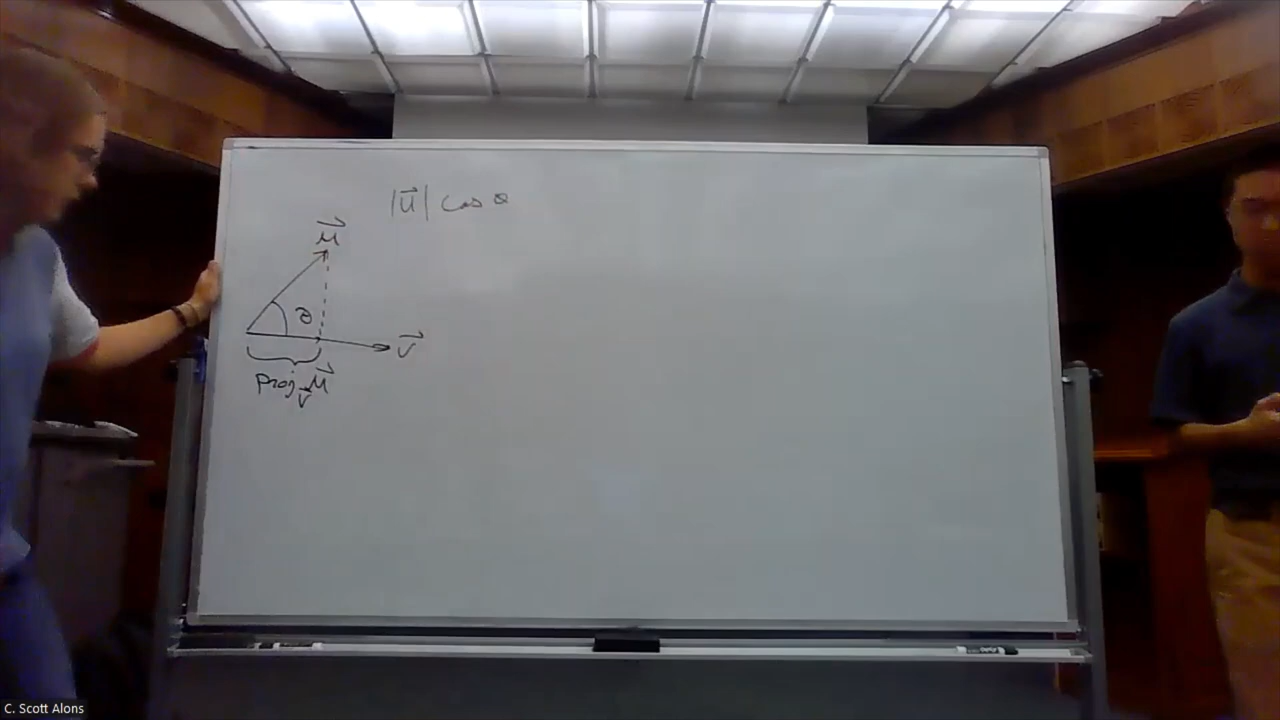 |u⃗| cos θ
u⃗
θ
v⃗
proj_v⃗ u⃗
C. Scott Alons